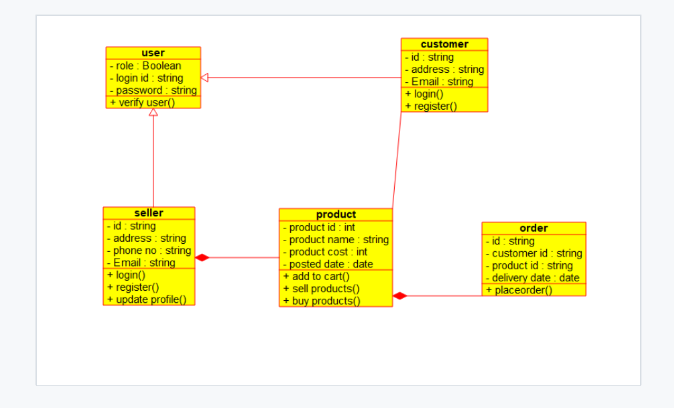 user
- role : Boolean
- login id : string
- password : string
+ verify user()
customer
- id : string
- address : string
- Email : string
+ login()
+ register()
seller
- id : string
- address : string
- phone no : string
- Email : string
+ login()
+ register()
+ update profile()
product
- product id : int
- product name : string
- product cost : int
- posted date : date
+ add to cart()
+ sell products()
+ buy products()
order
- id : string
- customer id : string
- product id : string
- delivery date : date
+ placeorder()